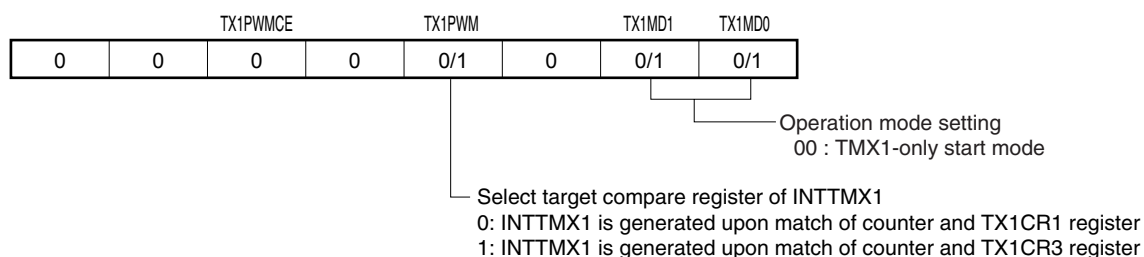 TX1PWMCE TX1PWM TX1MD1 TX1MD0
0 0 0 0 0/1 0 0/1 0/1
Operation mode setting
00 : TMX1-only start mode
Select target compare register of INTTMX1
0: INTTMX1 is generated upon match of counter and TX1CR1 register
1: INTTMX1 is generated upon match of counter and TX1CR3 register